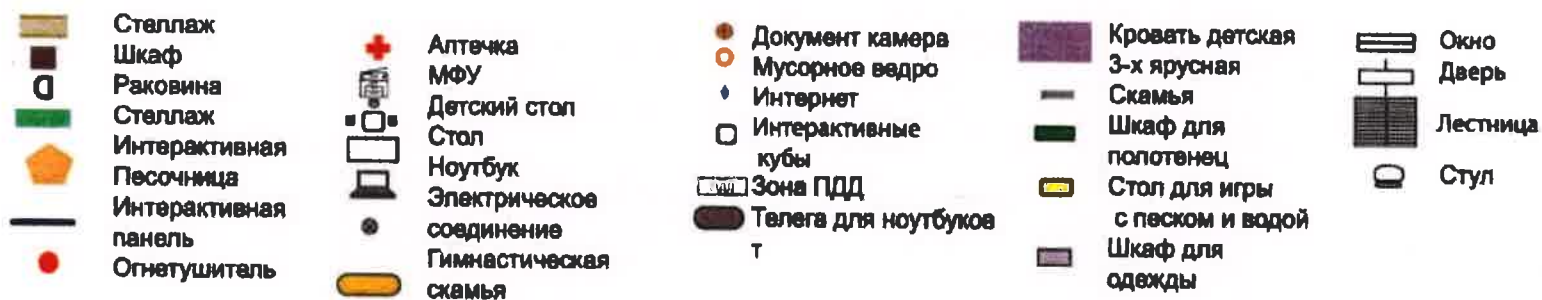 Стеллаж
Шкаф
Раковина
Стеллаж
Интерактивная
Песочница
Интерактивная
панель
Огнетушитель
Аптечка
МФУ
Детский стол
Стол
Ноутбук
Электрическое
соединение
Гимнастическая
скамья
Документ камера
Мусорное ведро
Интернет
Интерактивные
кубы
Зона ПДД
Телега для ноутбуков
т
Кровать детская
3-х ярусная
Скамья
Шкаф для
полотенец
Стол для игры
с песком и водой
Шкаф для
одежды
Окно
Дверь
Лестница
Стул